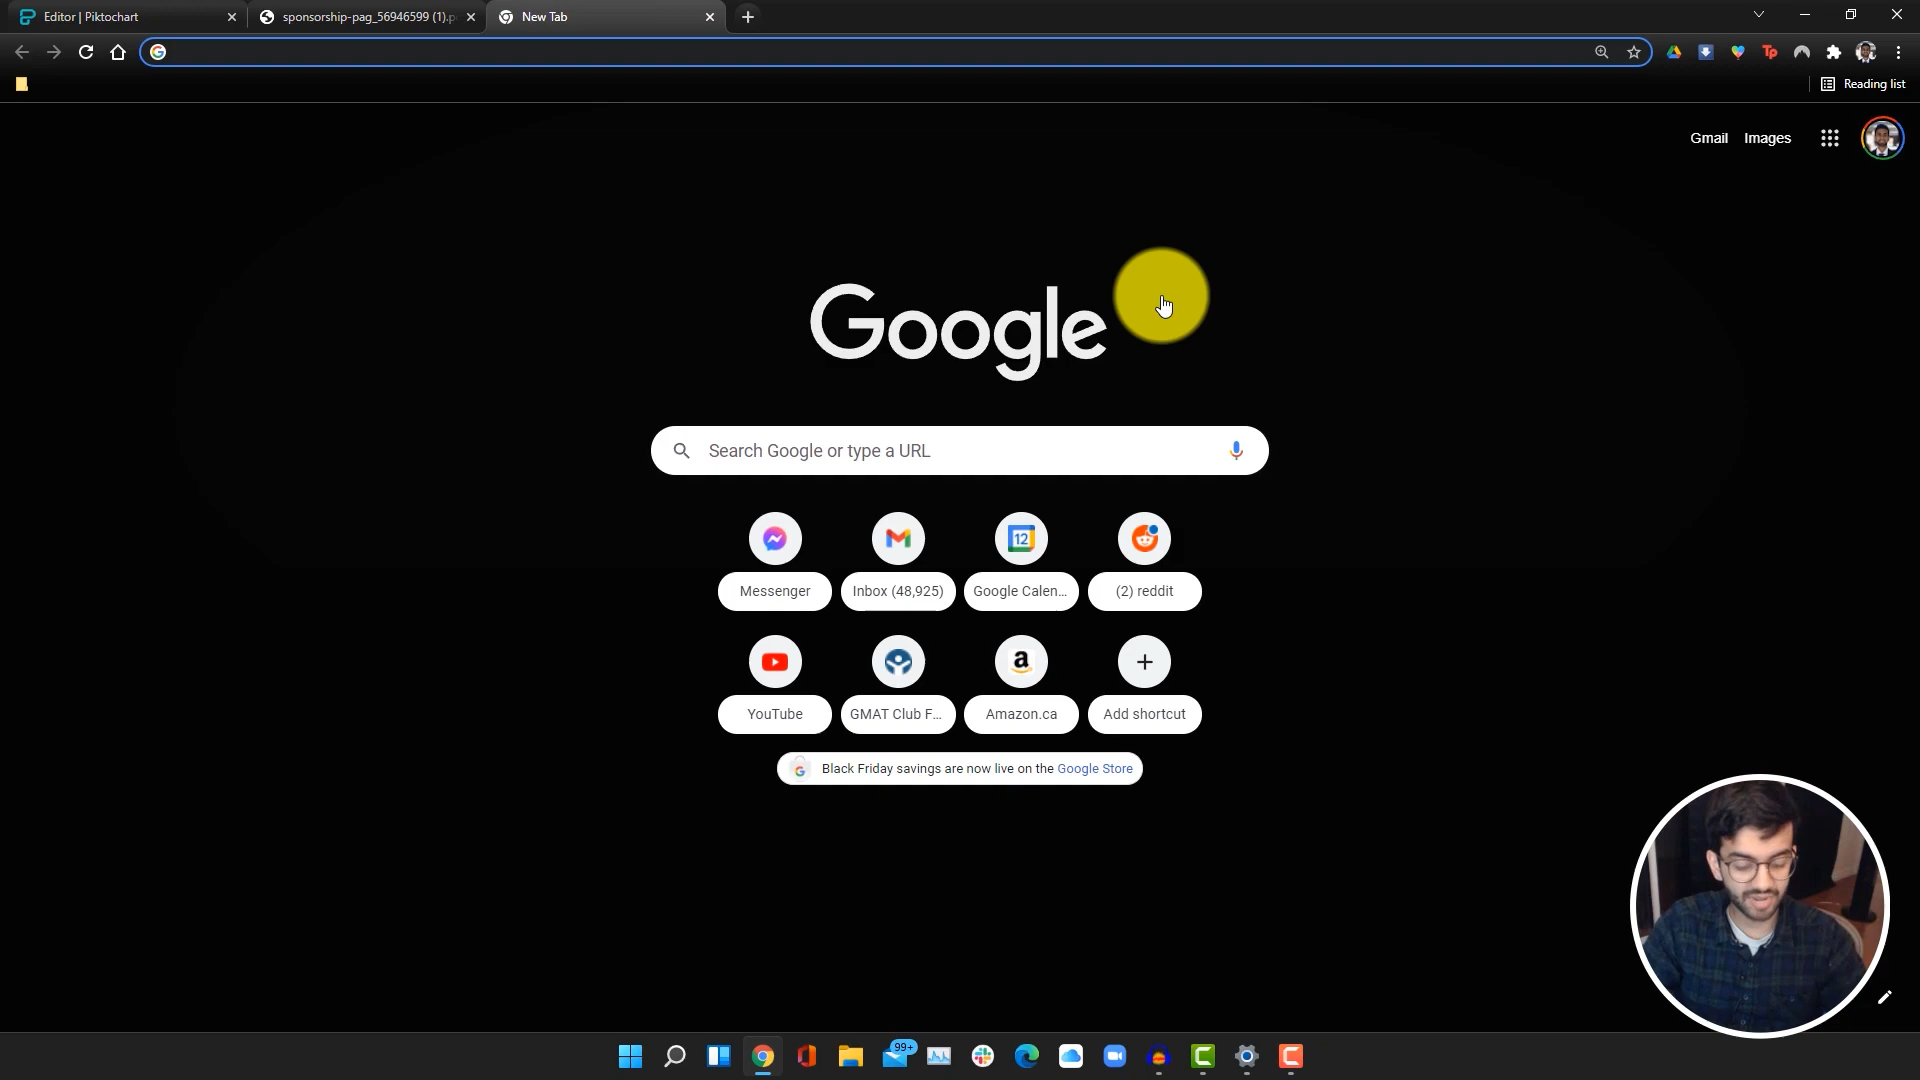 Editor | Piktochart
sponsorship-pag_56946599 (1).p
New Tab
Reading list
Gmail
Images
Google
Search Google or type a URL
12
Messenger
Inbox (48,925)
Google Calen...
(2) reddit
a
YouTube
GMAT Club F...
Amazon.ca
Add shortcut
Black Friday savings are now live on the Google Store
99+